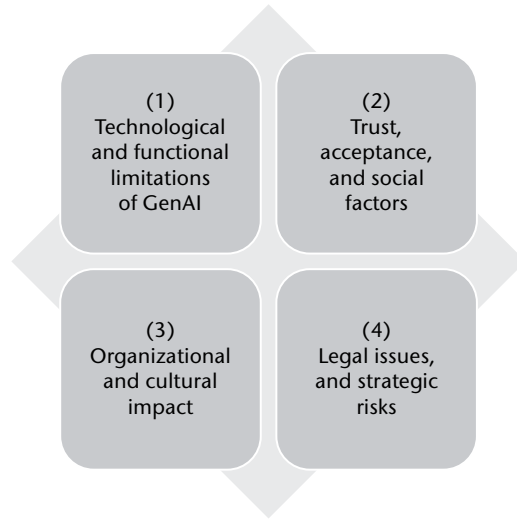 (1)
Technological
and functional
limitations
of GenAI
(2)
Trust,
acceptance,
and social
factors
(3)
Organizational
and cultural
impact
(4)
Legal issues,
and strategic
risks